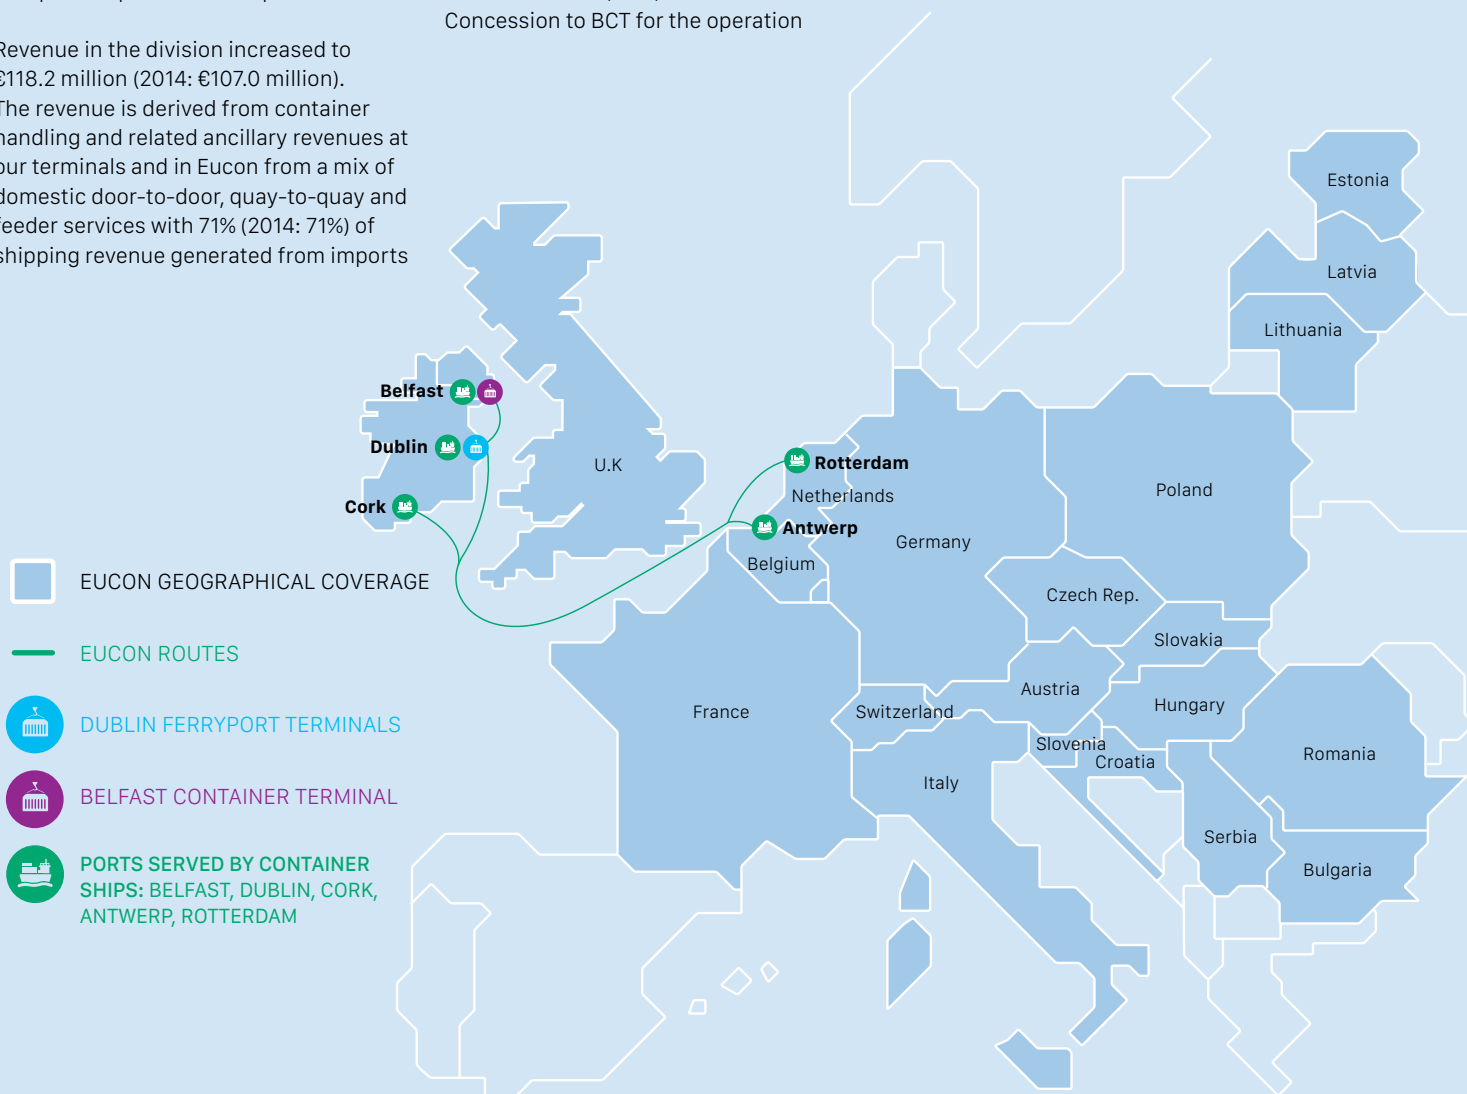 Revenue in the division increased to
€118.2 million (2014: €107.0 million).
The revenue is derived from container
handling and related ancillary revenues at
our terminals and in Eucon from a mix of
domestic door-to-door, quay-to-quay and
feeder services with 71% (2014: 71%) of
shipping revenue generated from imports
Concession to BCT for the operation
Estonia
Latvia
Lithuania
Belfast
Dublin
Cork
U.K
Rotterdam
Netherlands
Antwerp
Belgium
Germany
Poland
Czech Rep.
Slovakia
Austria
Hungary
France
Switzerland
Slovenia
Croatia
Italy
Romania
Serbia
Bulgaria
EUCON GEOGRAPHICAL COVERAGE
EUCON ROUTES
DUBLIN FERRYPORT TERMINALS
BELFAST CONTAINER TERMINAL
PORTS SERVED BY CONTAINER
SHIPS: BELFAST, DUBLIN, CORK,
ANTWERP, ROTTERDAM